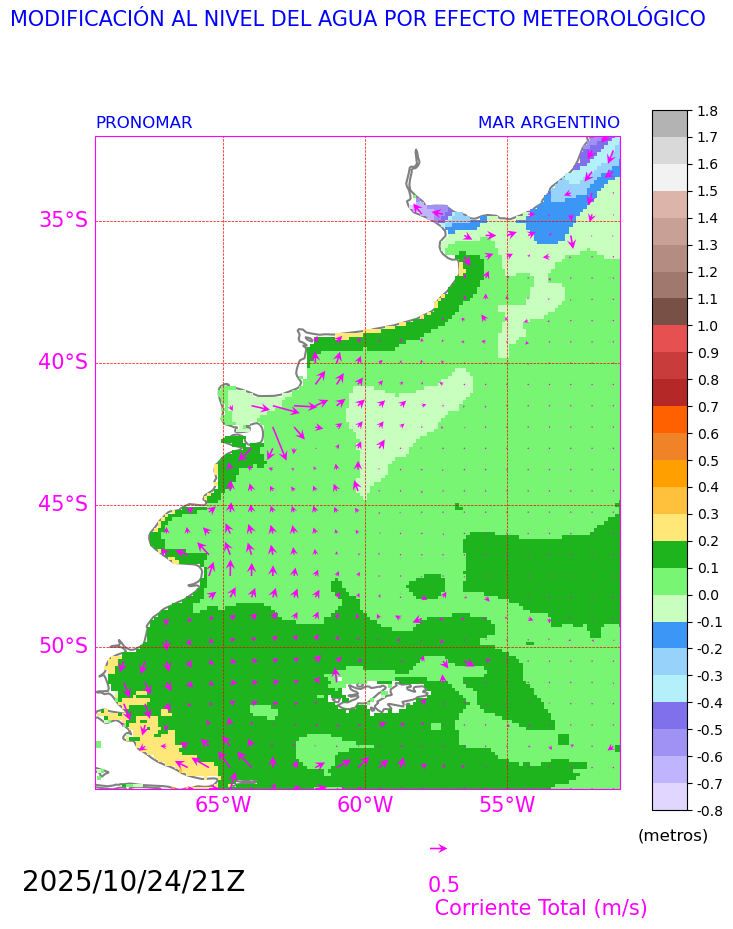 MODIFICACIÓN AL NIVEL DEL AGUA POR EFECTO METEOROLÓGICO
PRONOMAR
MAR ARGENTINO
35°S
40°S
45°S
50°S
65°W
60°W
55°W
1.8
1.7
1.6
1.5
1.4
1.3
1.2
1.1
1.0
0.9
0.8
0.7
0.6
0.5
0.4
0.3
0.2
0.1
0.0
-0.1
-0.2
-0.3
-0.4
-0.5
-0.6
-0.7
-0.8
(metros)
2025/10/24/21Z
0.5
Corriente Total (m/s)